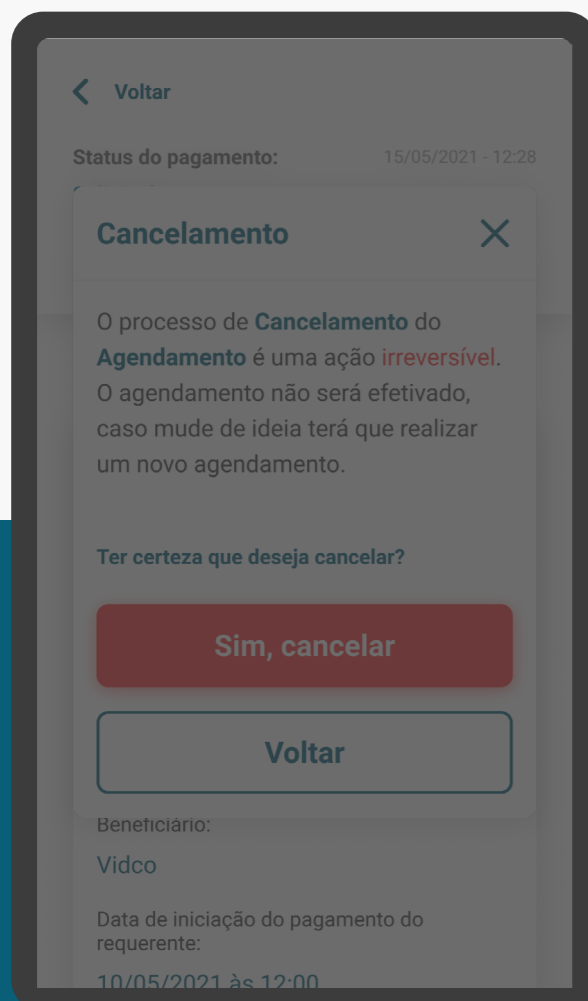 Voltar
Status do pagamento: 15/05/2021 - 12:28
Cancelamento
O processo de Cancelamento do
Agendamento é uma ação irreversível.
O agendamento não será efetivado,
caso mude de ideia terá que realizar
um novo agendamento.
Ter certeza que deseja cancelar?
Sim, cancelar
Voltar
Beneficiário:
Vidco
Data de iniciação do pagamento do
requerente:
10/05/2021 às 12:00